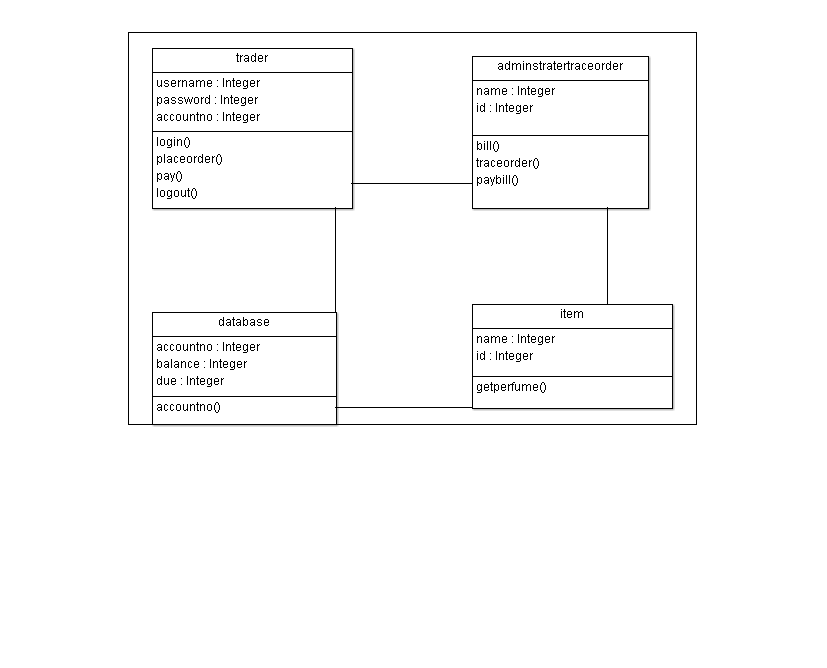 trader
username : Integer
password : Integer
accountno : Integer
login()
placeorder()
pay()
logout()
adminstratertraceorder
name : Integer
id : Integer
bill()
traceorder()
paybill()
database
accountno : Integer
balance : Integer
due : Integer
accountno()
item
name : Integer
id : Integer
getperfume()